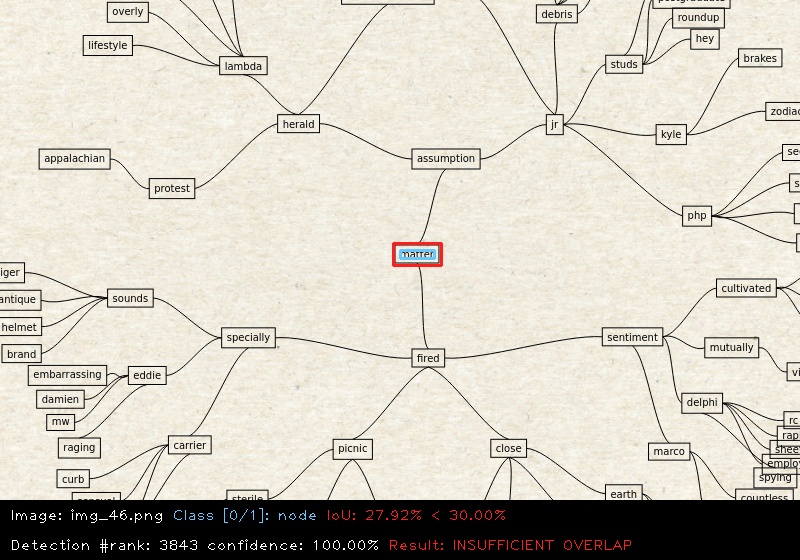 overly
debris
postgraduate
roundup
lifestyle
hey
lambda
studs
brakes
zodiac
herald
jr
kyle
appalachian
assumption
protest
php
matter
sounds
antique
cultivated
helmet
specially
sentiment
brand
mutually
fired
embarrassing
eddie
damien
delphi
mw
raging
carrier
picnic
close
marco
curb
spying
sterile
earth
countless
Image: img_46.png Class [0/1]: node IoU: 27.92% < 30.00%
Detection #rank: 3843 confidence: 100.00% Result: INSUFFICIENT OVERLAP